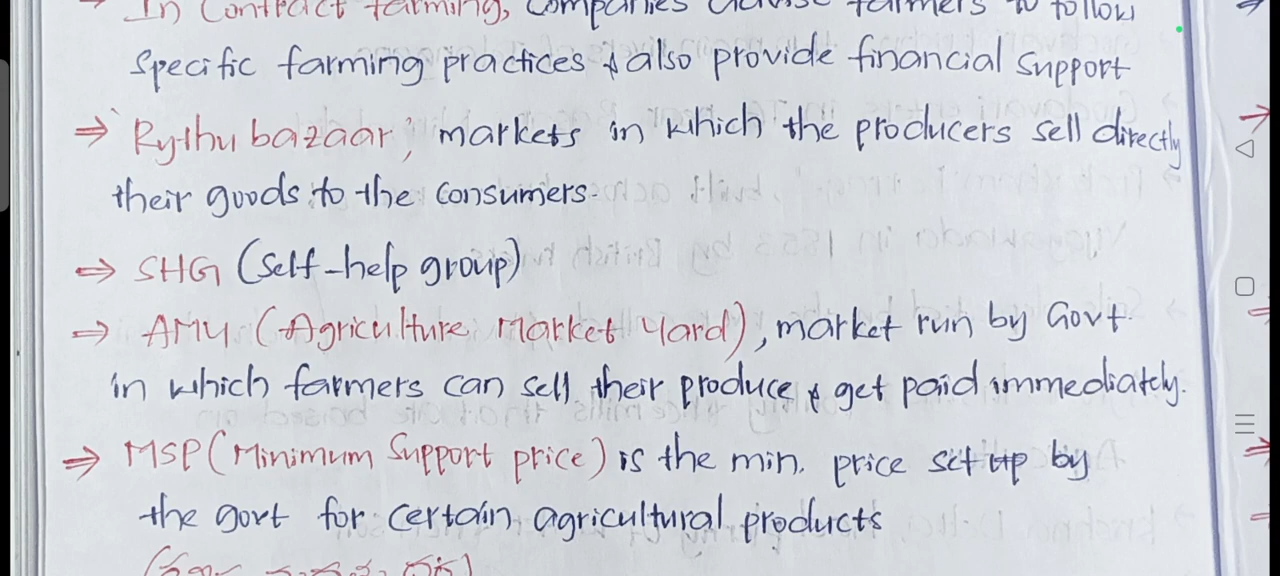 ⇒ In Contract farming, Companies advise farmers to follow
specific farming practices & also provide financial support
⇒ 'Rythu bazaar', markets in which the producers sell directly
their goods to the consumers.
⇒ SHG (Self-help group)
⇒ AMY (Agriculture Market Yard), market run by Govt.
in which farmers can sell their produce & get paid immediately.
⇒ MSP (Minimum Support price) is the min. price set up by
the govt for certain agricultural products